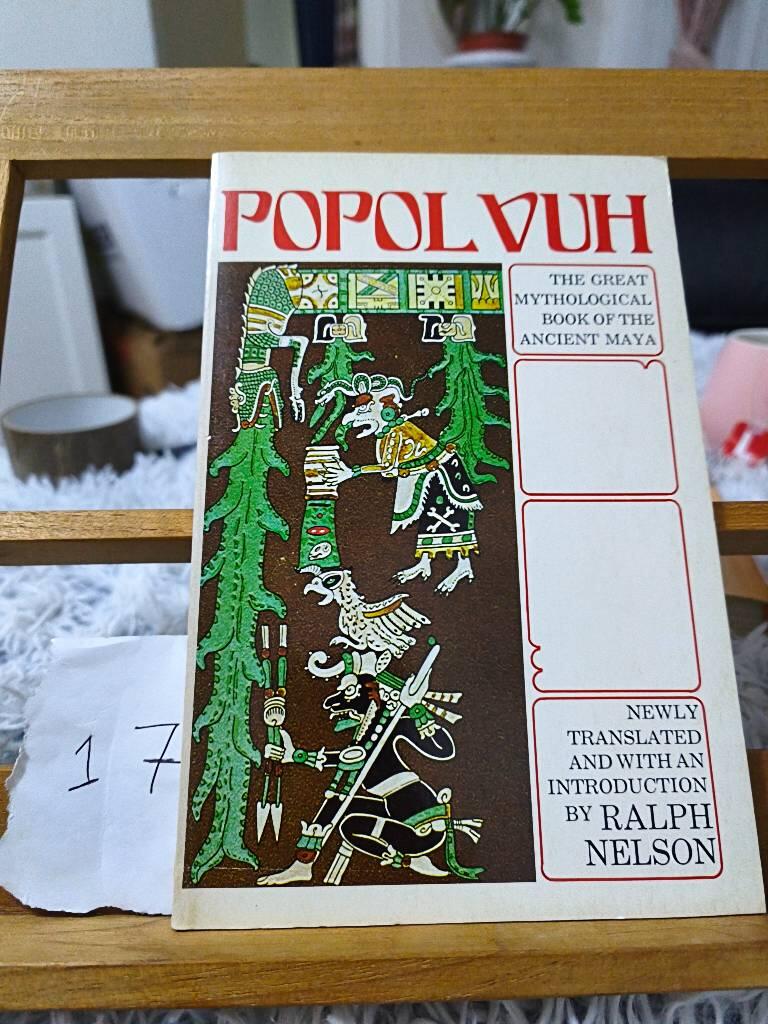 POPOL VUH
THE GREAT
MYTHOLOGICAL
BOOK OF THE
ANCIENT MAYA
NEWLY
TRANSLATED
AND WITH AN
INTRODUCTION
BY RALPH
NELSON
17